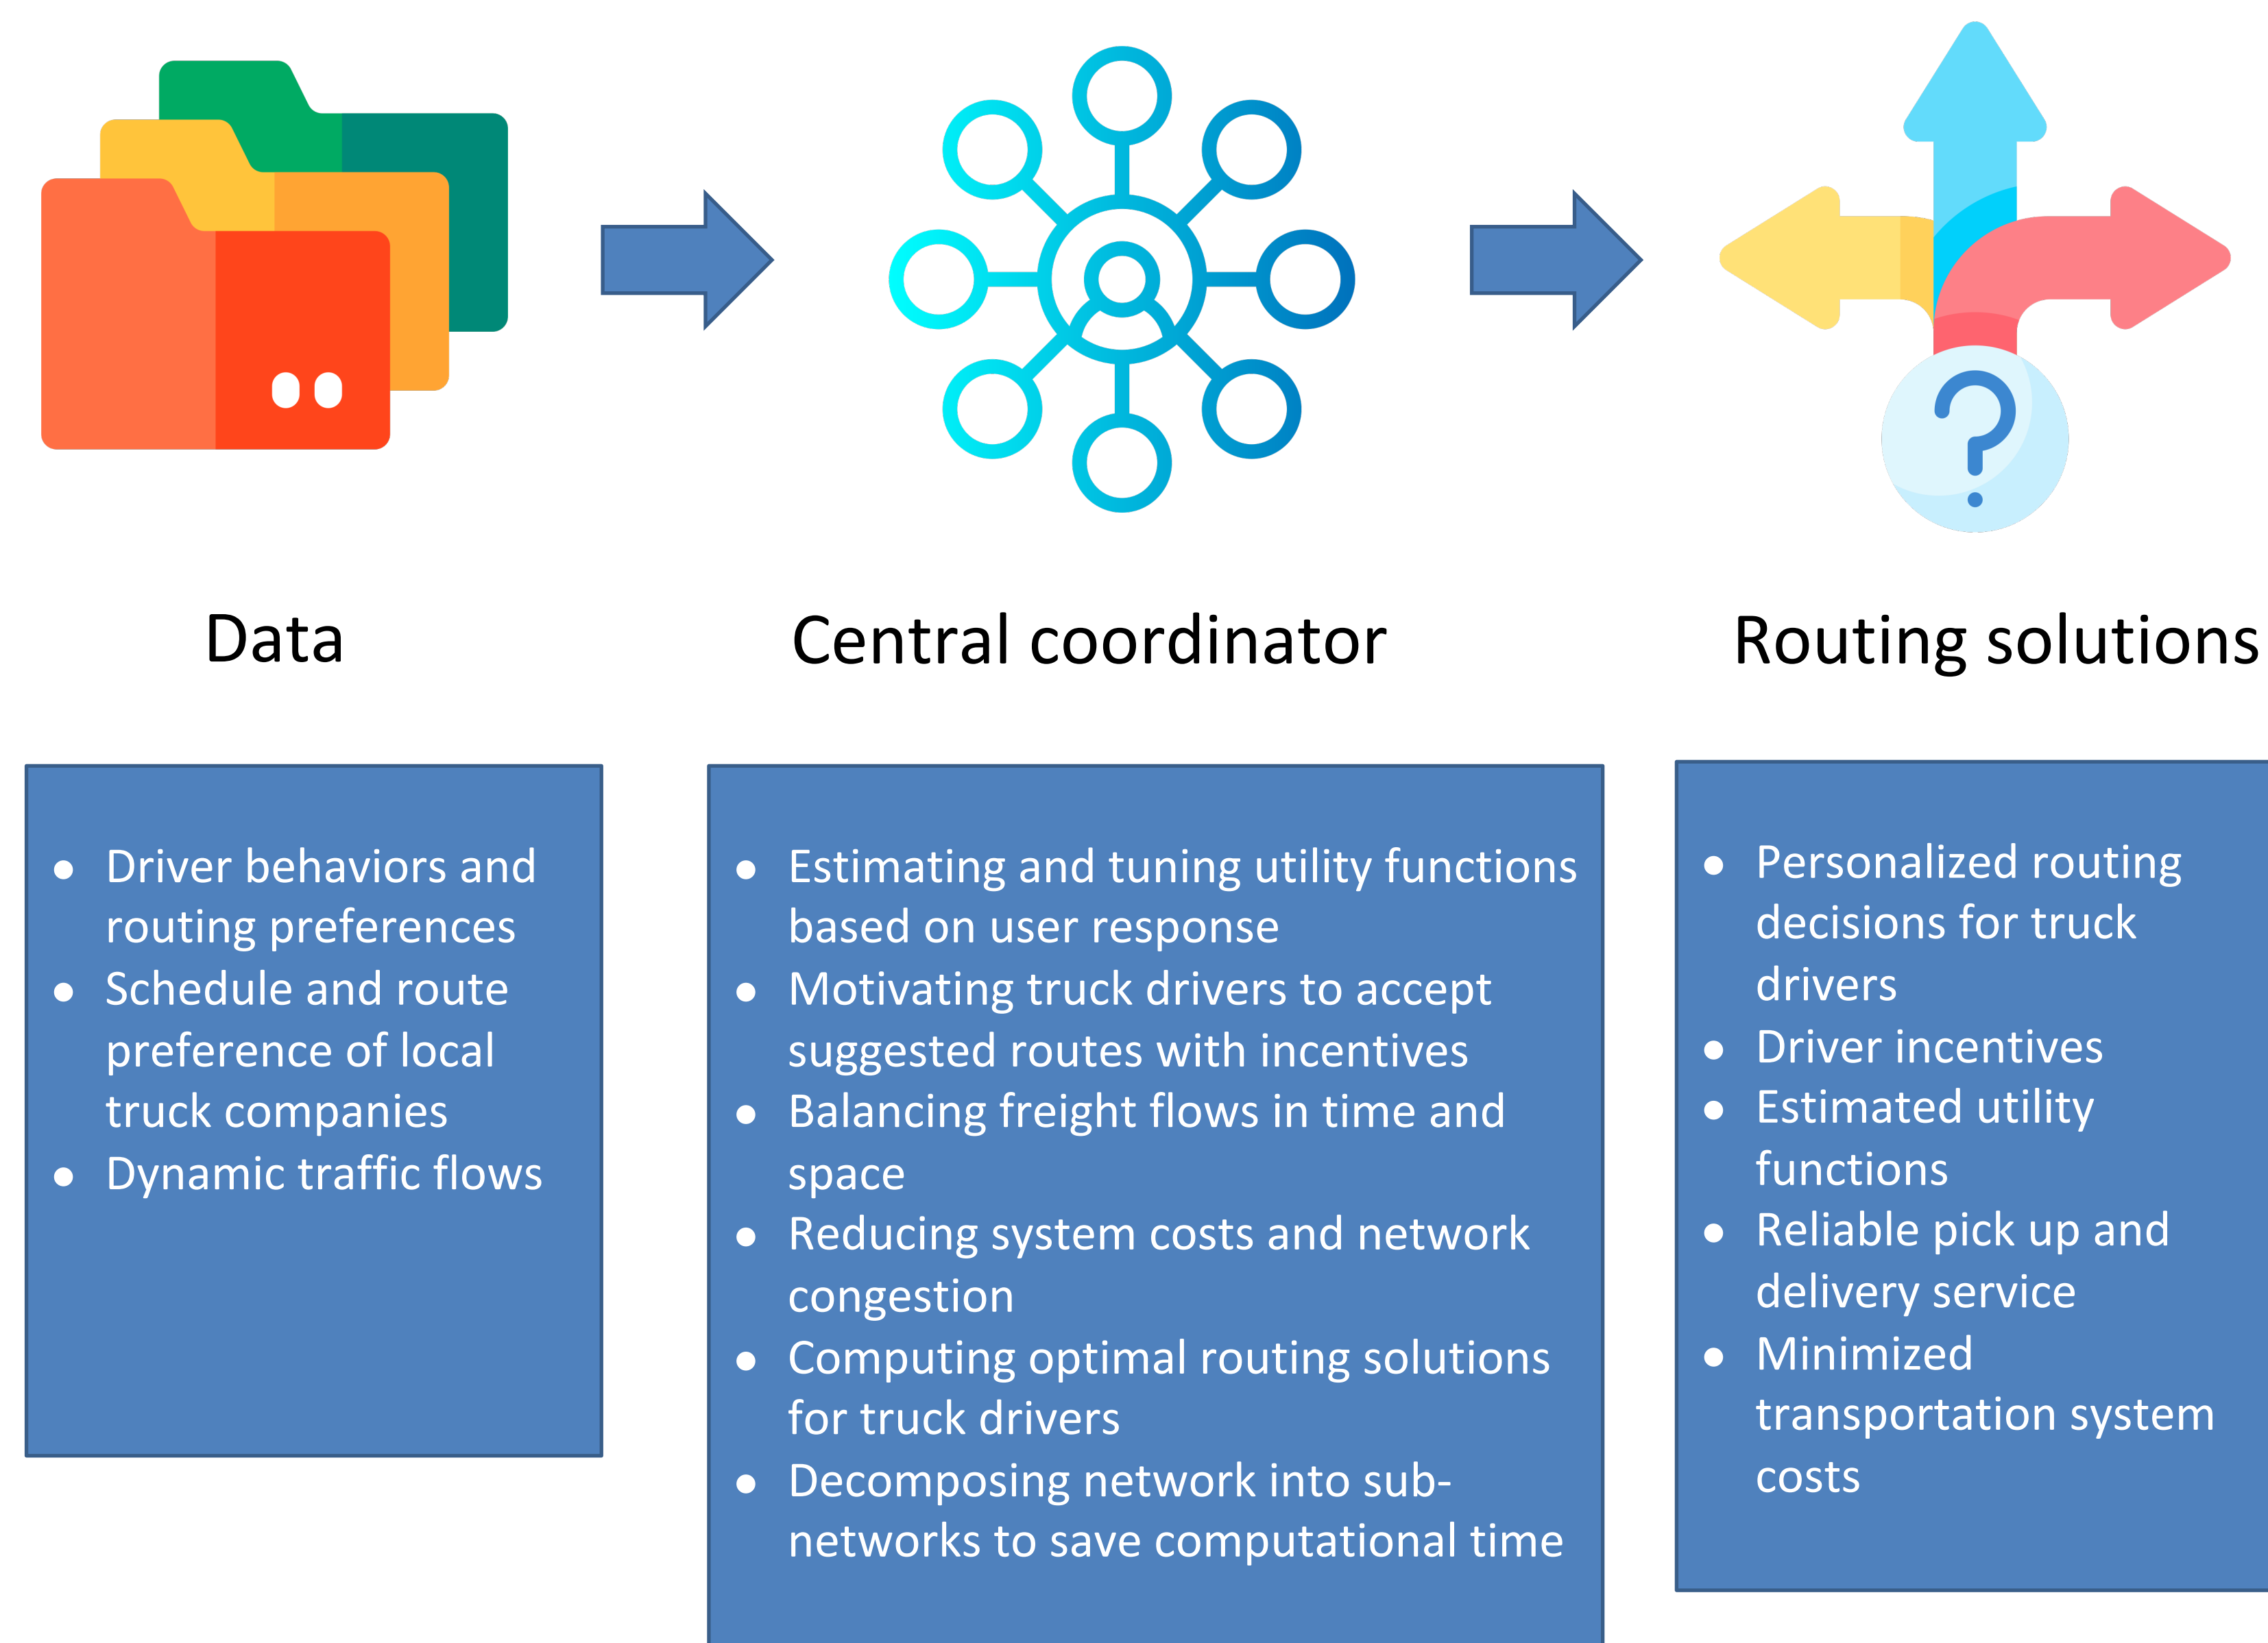 Data
Central coordinator
Routing solutions
● Driver behaviors and
routing preferences
● Schedule and route
preference of local
truck companies
● Dynamic traffic flows
● Estimating and tuning utility functions
based on user response
● Motivating truck drivers to accept
suggested routes with incentives
● Balancing freight flows in time and
space
● Reducing system costs and network
congestion
● Computing optimal routing solutions
for truck drivers
● Decomposing network into sub-
networks to save computational time
● Personalized routing
decisions for truck
drivers
● Driver incentives
● Estimated utility
functions
● Reliable pick up and
delivery service
● Minimized
transportation system
costs